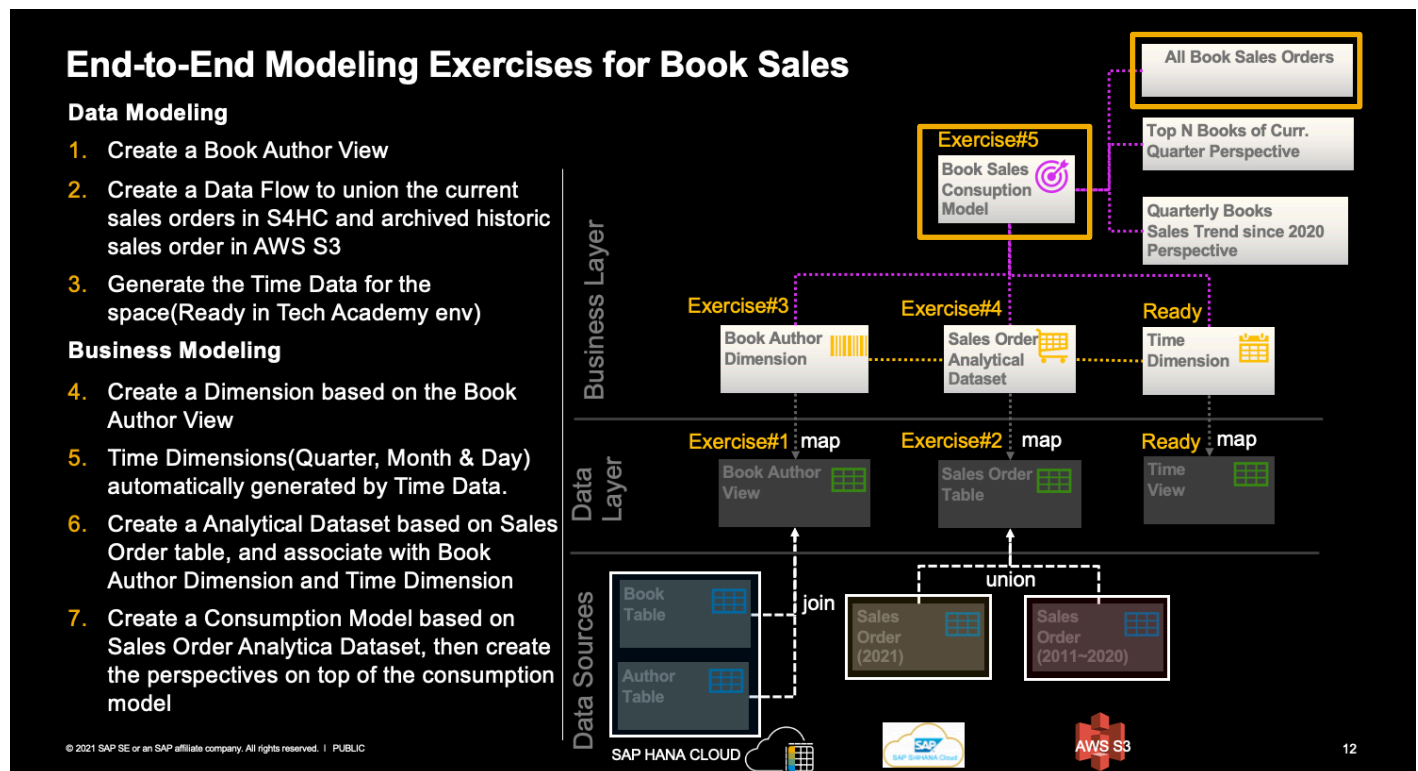 End-to-End Modeling Exercises for Book Sales
Data Modeling
1. Create a Book Author View
2. Create a Data Flow to union the current
sales orders in S4HC and archived historic
sales order in AWS S3
3. Generate the Time Data for the
space(Ready in Tech Academy env)
Business Modeling
4. Create a Dimension based on the Book
Author View
5. Time Dimensions(Quarter, Month & Day)
automatically generated by Time Data.
6. Create a Analytical Dataset based on Sales
Order table, and associate with Book
Author Dimension and Time Dimension
7. Create a Consumption Model based on
Sales Order Analytica Dataset, then create
the perspectives on top of the consumption
model
All Book Sales Orders
Top N Books of Curr.
Quarter Perspective
Quarterly Books
Sales Trend since 2020
Perspective
Exercise#5
Book Sales
Consuption
Model
Business Layer
Exercise#3
Book Author
Dimension
Exercise#4
Sales Order
Analytical
Dataset
Ready
Time
Dimension
Data
Layer
Exercise#1 map
Book Author
View
Exercise#2 map
Sales Order
Table
Ready map
Time
View
Data Sources
Book
Table
Author
Table
join
union
Sales
Order
(2021)
Sales
Order
(2011~2020)
SAP HANA CLOUD
SAP
SAP S/4HANA Cloud
AWS S3
© 2021 SAP SE or an SAP affiliate company. All rights reserved. | PUBLIC
12